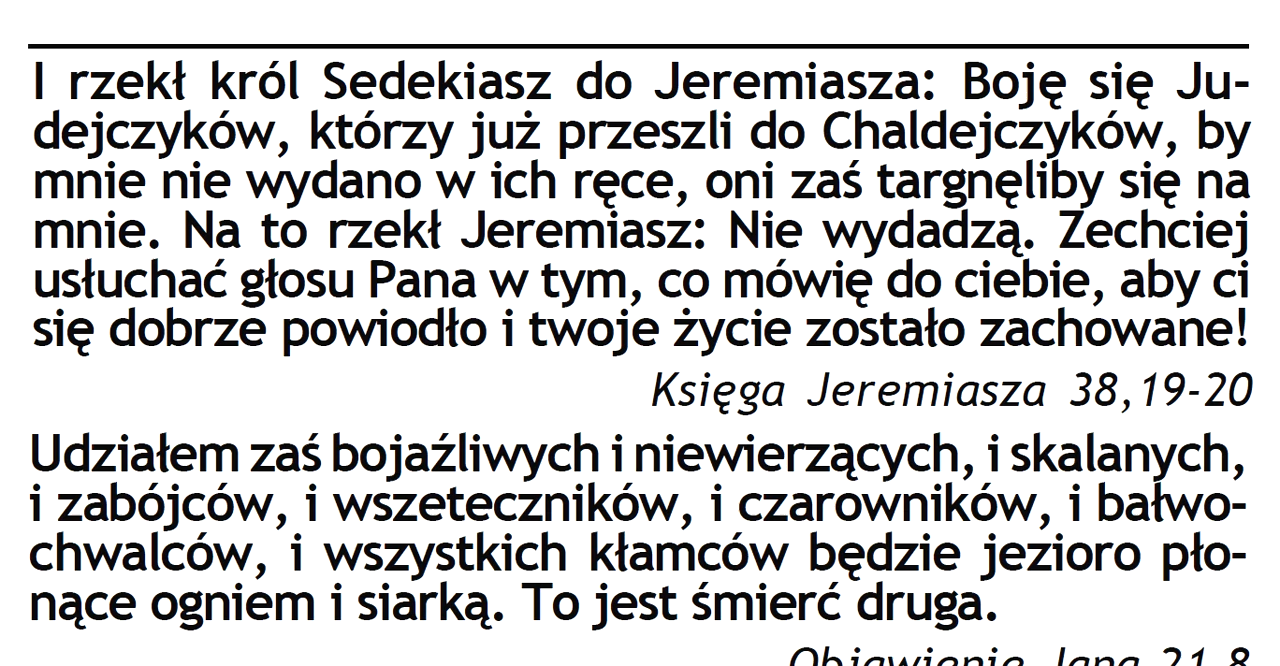 I rzekł król Sedekiasz do Jeremiasza: Boję się Ju-
dejczyków, którzy już przeszli do Chaldejczyków, by
mnie nie wydano w ich ręce, oni zaś targnęliby się na
mnie. Na to rzekł Jeremiasz: Nie wydadzą. Zechciej
usłuchać głosu Pana w tym, co mówię do ciebie, aby ci
się dobrze powiodło i twoje życie zostało zachowane!
Księga Jeremiasza 38,19-20
Udziałem zaś bojaźliwych i niewierzących, i skalanych,
i zabójców, i wszeteczników, i czarowników, i bałwo-
chwalców, i wszystkich kłamców będzie jezioro pło-
nące ogniem i siarką. To jest śmierć druga.
Objawienie Jana 21,8